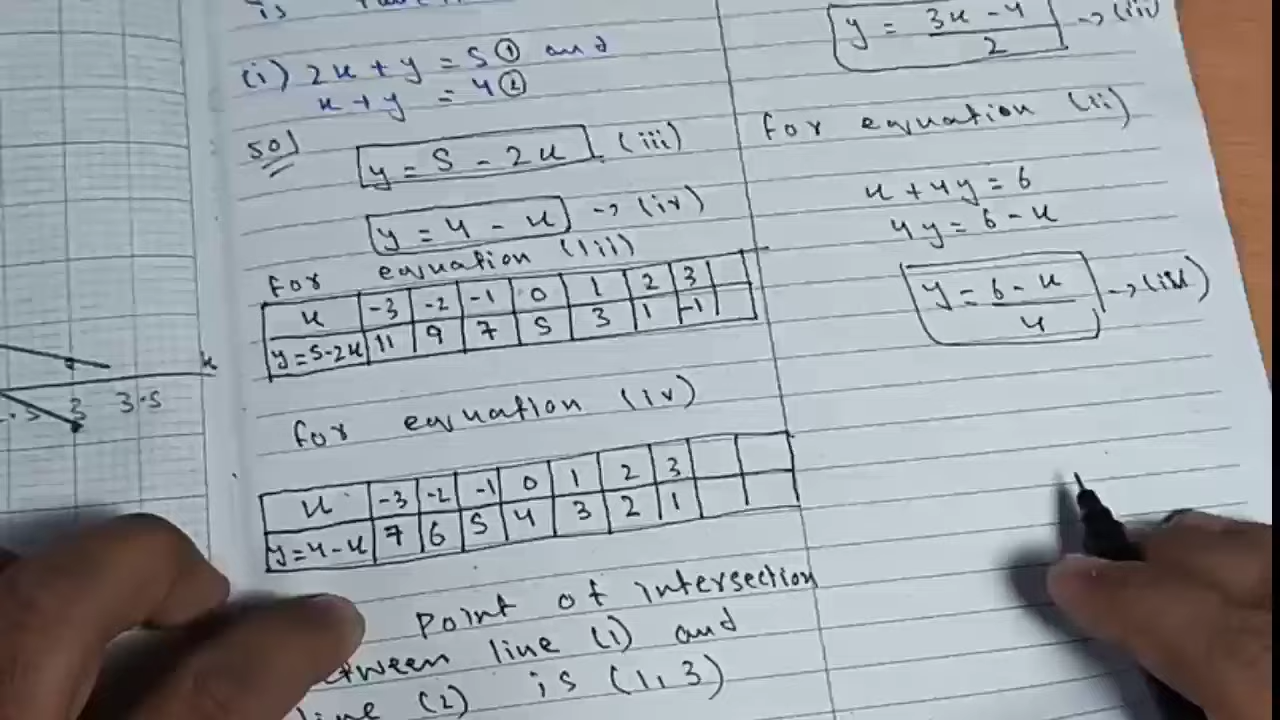 is
(i) 2x + y = 5 ① and
x + y = 4 ②
Sol
y = 5 - 2x (iii)
y = 4 - x → (iv)
for equation (iii)
x -3 -2 -1 0 1 2 3
y=5-2x 11 9 7 5 3 1 -1
for equation (iv)
x -3 -2 -1 0 1 2 3
y=4-x 7 6 5 4 3 2 1
Point of intersection
line (1) and
(2) is (1,3)
y = 3x - 4 → (iii)
2
for equation (ii)
x + 4y = 6
4y = 6 - x
y = 6 - x → (iv)
4
x
3 3.5